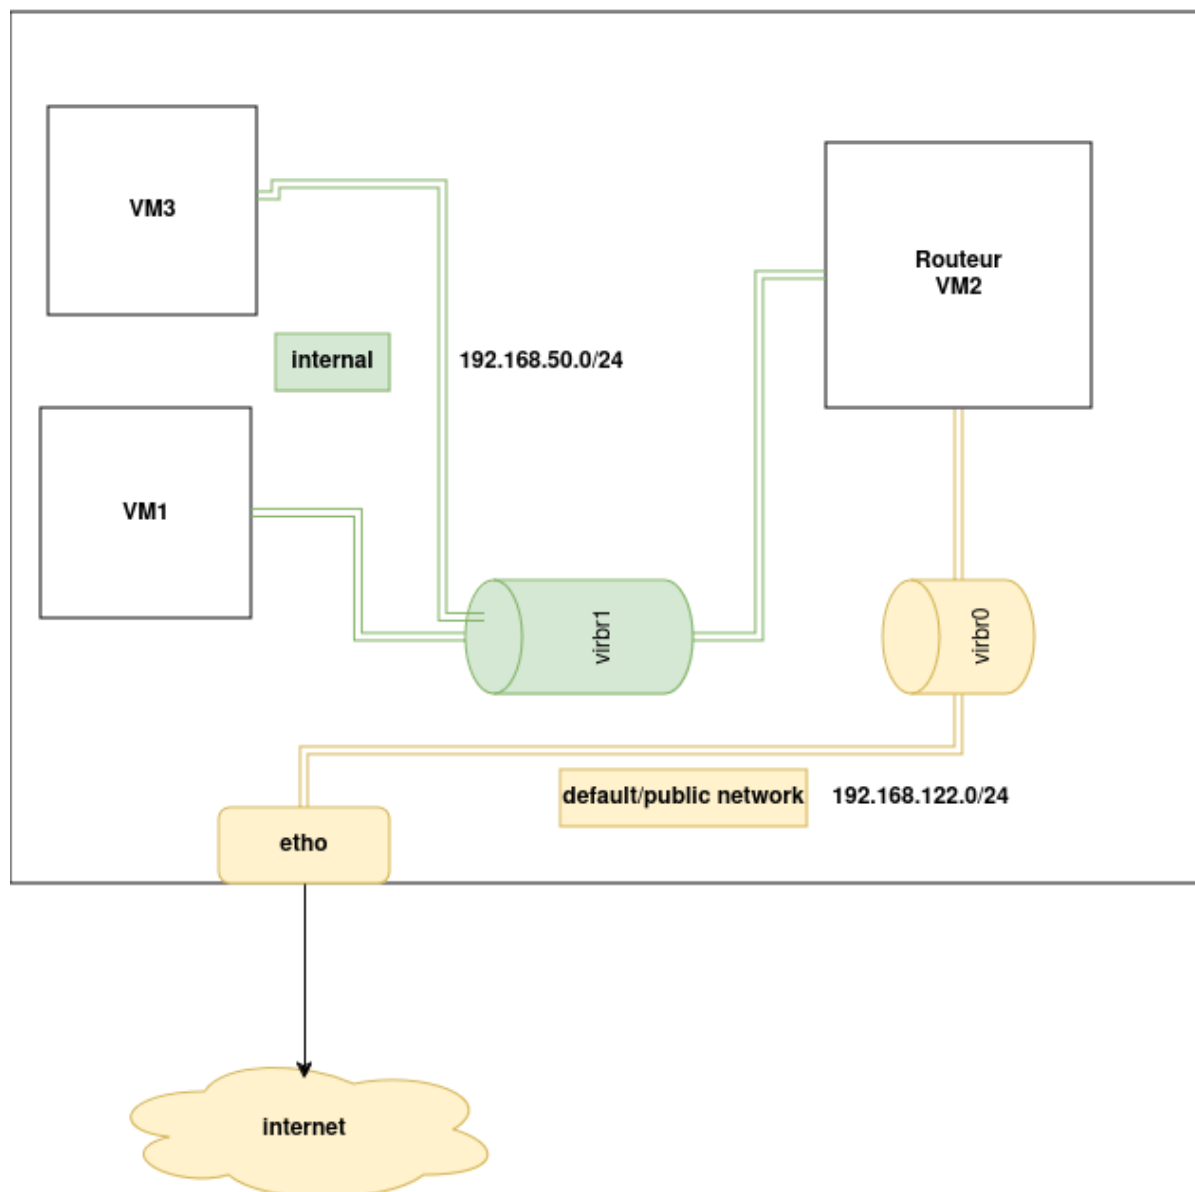 VM3
Routeur
VM2
internal
192.168.50.0/24
VM1
virbr1
virbr0
default/public network
192.168.122.0/24
etho
internet